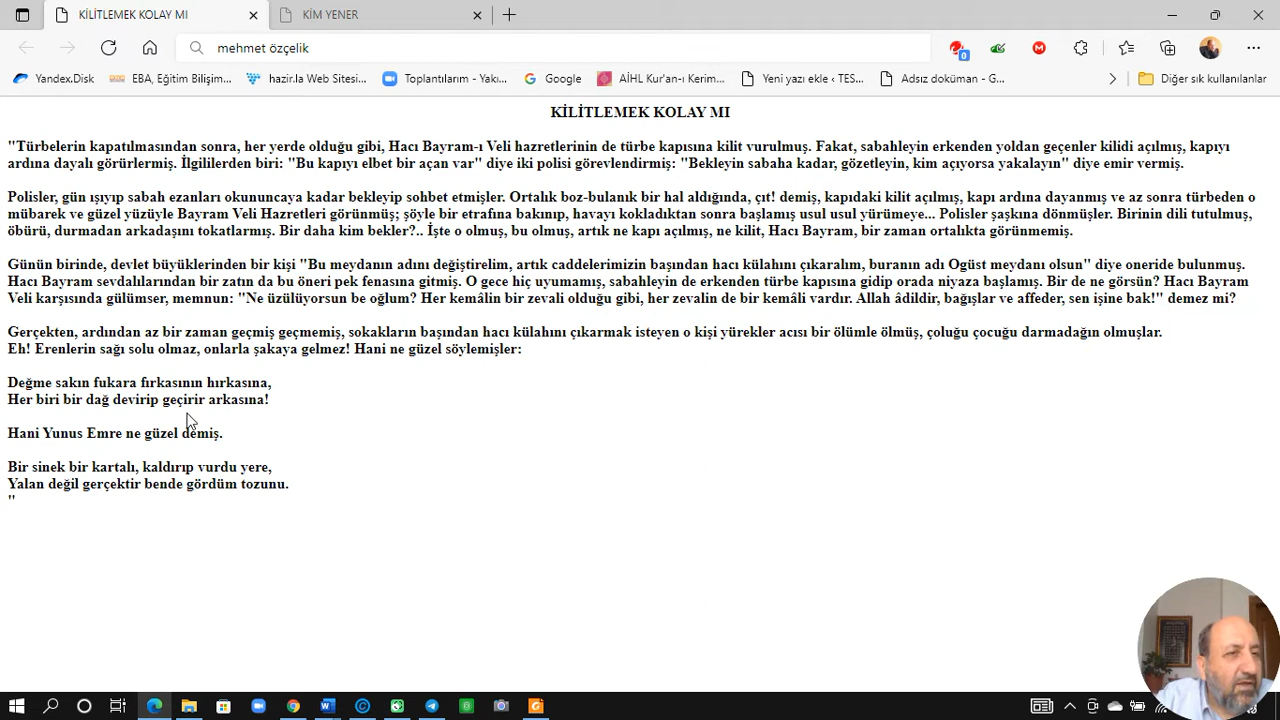 KİLİTLEMEK KOLAY MI
KİM YENER
mehmet özçelik
0
Yandex.Disk
EBA, Eğitim Bilişim...
hazir.la Web Sitesi...
Toplantılarım - Yakı...
Google
AİHL Kur'an-ı Kerim...
Yeni yazı ekle ‹ TES...
Adsız doküman - G...
Diğer sık kullanılanlar
KİLİTLEMEK KOLAY MI
"Türbelerin kapatılmasından sonra, her yerde olduğu gibi, Hacı Bayram-ı Veli hazretlerinin de türbe kapısına kilit vurulmuş. Fakat, sabahleyin erkenden yoldan geçenler kilidi açılmış, kapıyı
ardına dayalı görürlermiş. İlgililerden biri: "Bu kapıyı elbet bir açan var" diye iki polisi görevlendirmiş: "Bekleyin sabaha kadar, gözetleyin, kim açıyorsa yakalayın" diye emir vermiş.
Polisler, gün ışıyıp sabah ezanları okununcaya kadar bekleyip sohbet etmişler. Ortalık boz-bulanık bir hal aldığında, çıt! demiş, kapıdaki kilit açılmış, kapı ardına dayanmış ve az sonra türbeden o
mübarek ve güzel yüzüyle Bayram Veli Hazretleri görünmüş; şöyle bir etrafına bakınıp, havayı kokladıktan sonra başlamış usul usul yürümeye... Polisler şaşkına dönmüşler. Birinin dili tutulmuş,
öbürü, durmadan arkadaşını tokatlarmış. Bir daha kim bekler?.. İşte o olmuş, bu olmuş, artık ne kapı açılmış, ne kilit, Hacı Bayram, bir zaman ortalıkta görünmemiş.
Günün birinde, devlet büyüklerinden bir kişi "Bu meydanın adını değiştirelim, artık caddelerimizin başından hacı külahını çıkaralım, buranın adı Ogüst meydanı olsun" diye oneride bulunmuş.
Hacı Bayram sevdalılarından bir zatın da bu öneri pek fenasına gitmiş. O gece hiç uyumamış, sabahleyin de erkenden türbe kapısına gidip orada niyaza başlamış. Bir de ne görsün? Hacı Bayram
Veli karşısında gülümser, memnun: "Ne üzülüyorsun be oğlum? Her kemâlin bir zevali olduğu gibi, her zevalin de bir kemâli vardır. Allah âdildir, bağışlar ve affeder, sen işine bak!" demez mi?
Gerçekten, ardından az bir zaman geçmiş geçmemiş, sokakların başından hacı külahını çıkarmak isteyen o kişi yürekler acısı bir ölümle ölmüş, çoluğu çocuğu darmadağın olmuşlar.
Eh! Erenlerin sağı solu olmaz, onlarla şakaya gelmez! Hani ne güzel söylemişler:
Değme sakın fukara fırkasının hırkasına,
Her biri bir dağ devirip geçirir arkasına!
Hani Yunus Emre ne güzel demiş.
Bir sinek bir kartalı, kaldırıp vurdu yere,
Yalan değil gerçektir bende gördüm tozunu.
"